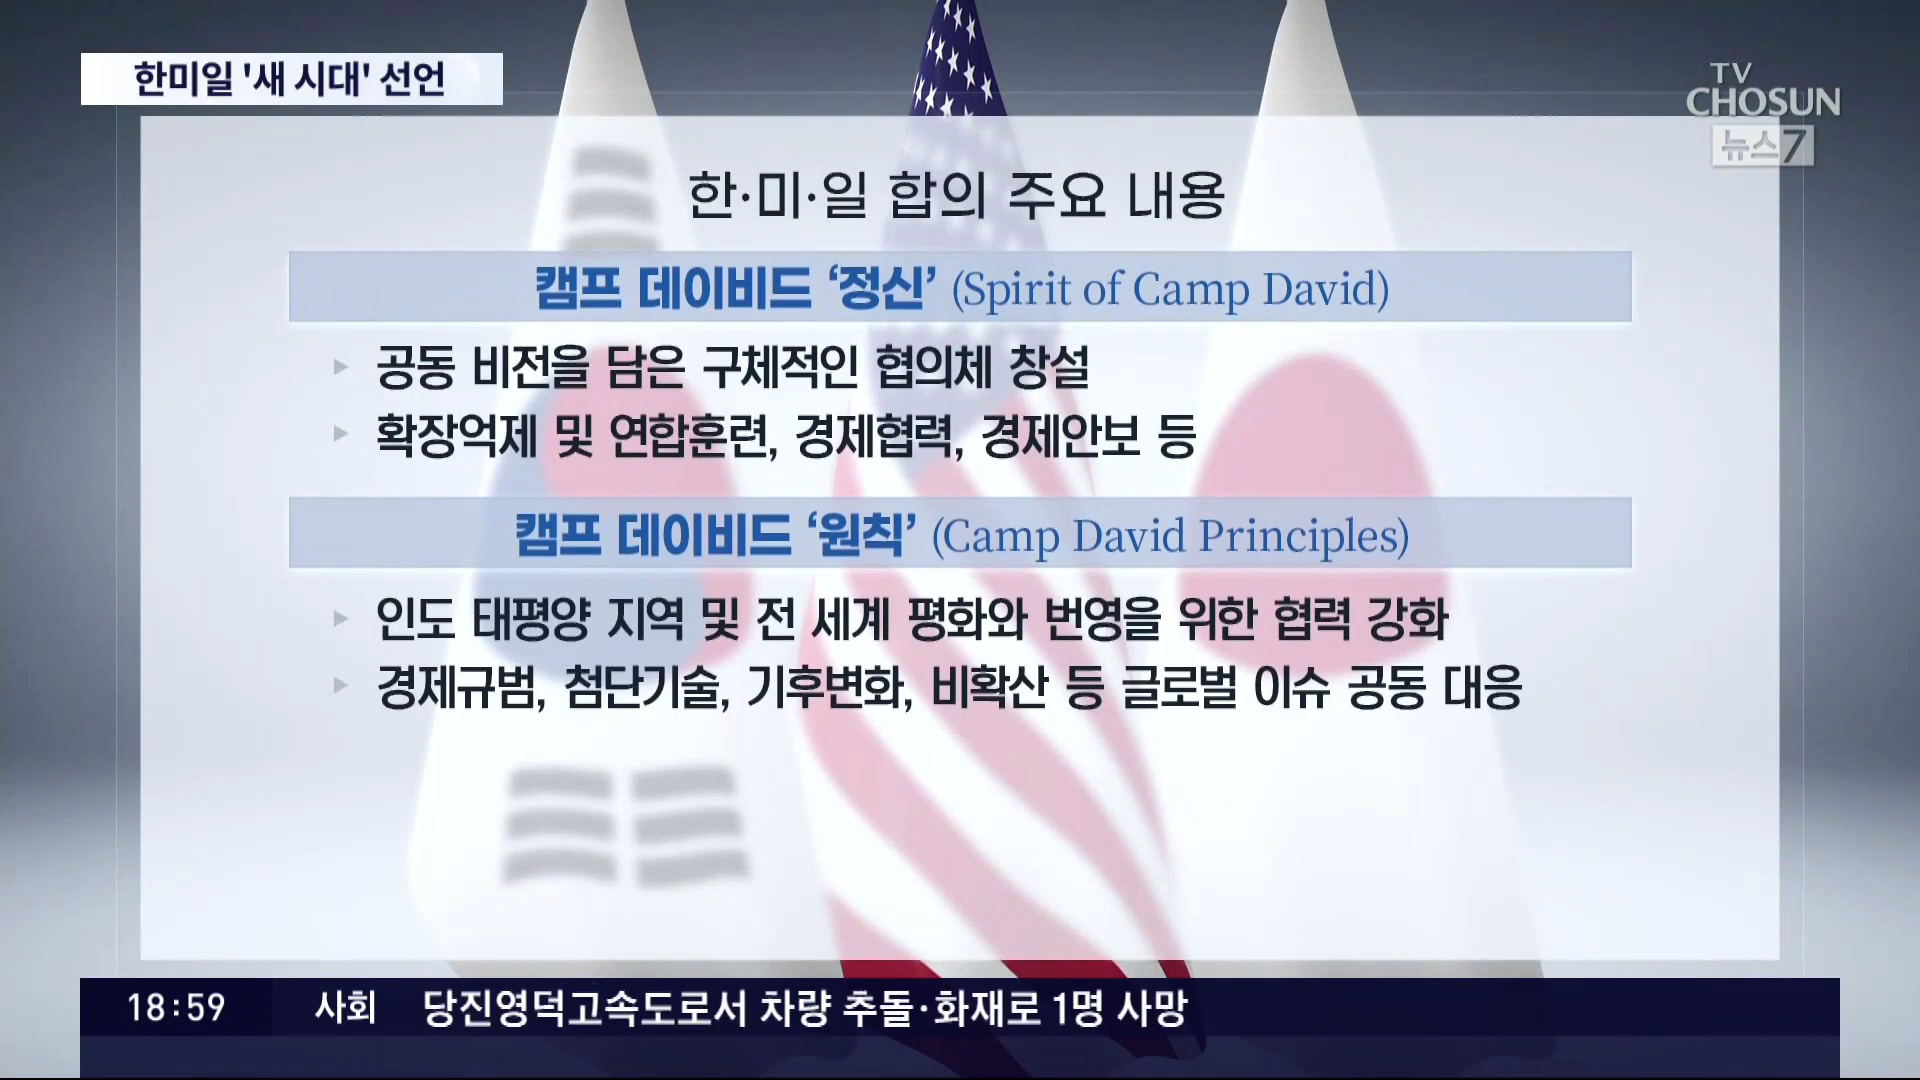 한미일 '새 시대' 선언
TV
CHOSUN
뉴스7
한·미·일 합의 주요 내용
캠프 데이비드 ‘정신’ (Spirit of Camp David)
▸ 공동 비전을 담은 구체적인 협의체 창설
▸ 확장억제 및 연합훈련, 경제협력, 경제안보 등
캠프 데이비드 ‘원칙’ (Camp David Principles)
▸ 인도 태평양 지역 및 전 세계 평화와 번영을 위한 협력 강화
▸ 경제규범, 첨단기술, 기후변화, 비확산 등 글로벌 이슈 공동 대응
18:59 사회 당진영덕고속도로서 차량 추돌·화재로 1명 사망